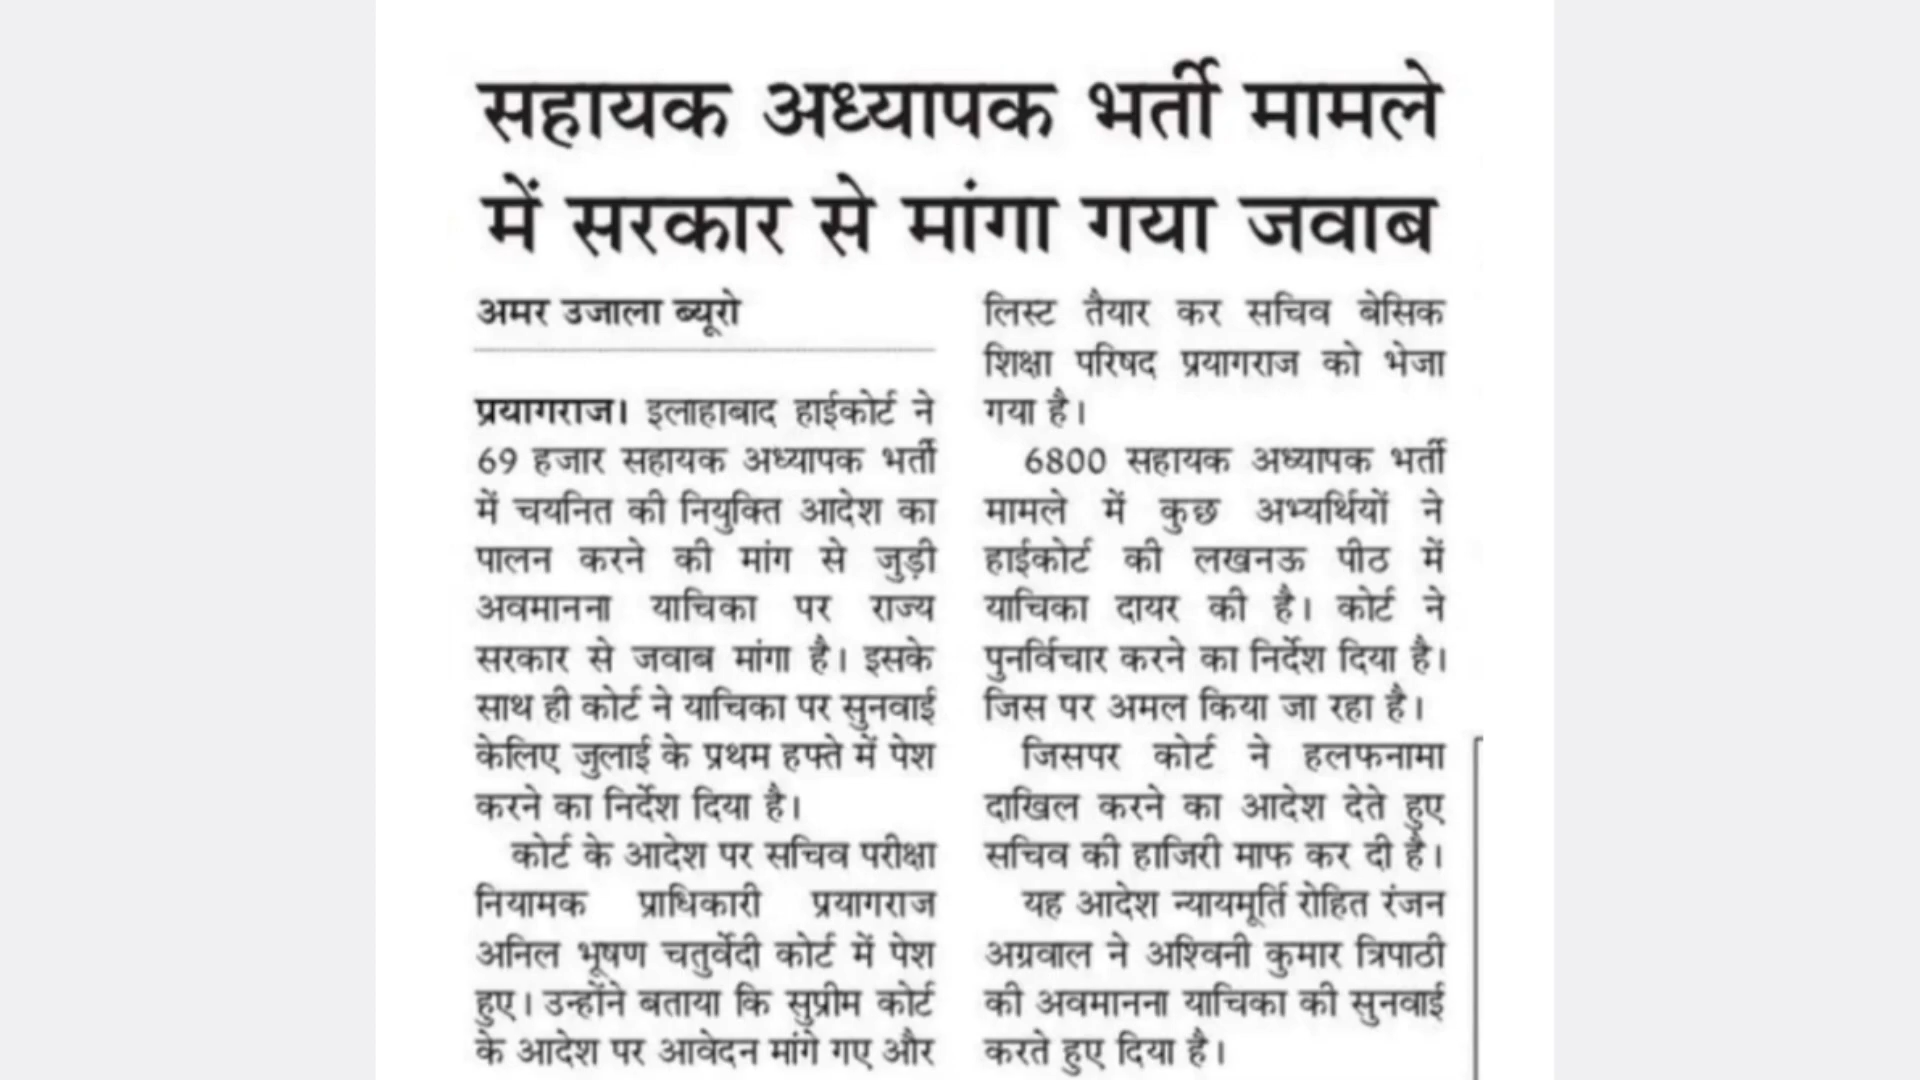 सहायक अध्यापक भर्ती मामले
में सरकार से मांगा गया जवाब
अमर उजाला ब्यूरो
प्रयागराज। इलाहाबाद हाईकोर्ट ने
69 हजार सहायक अध्यापक भर्ती
में चयनित की नियुक्ति आदेश का
पालन करने की मांग से जुड़ी
अवमानना याचिका पर राज्य
सरकार से जवाब मांगा है। इसके
साथ ही कोर्ट ने याचिका पर सुनवाई
केलिए जुलाई के प्रथम हफ्ते में पेश
करने का निर्देश दिया है।
कोर्ट के आदेश पर सचिव परीक्षा
नियामक प्राधिकारी प्रयागराज
अनिल भूषण चतुर्वेदी कोर्ट में पेश
हुए। उन्होंने बताया कि सुप्रीम कोर्ट
के आदेश पर आवेदन मांगे गए और
लिस्ट तैयार कर सचिव बेसिक
शिक्षा परिषद प्रयागराज को भेजा
गया है।
6800 सहायक अध्यापक भर्ती
मामले में कुछ अभ्यर्थियों ने
हाईकोर्ट की लखनऊ पीठ में
याचिका दायर की है। कोर्ट ने
पुनर्विचार करने का निर्देश दिया है।
जिस पर अमल किया जा रहा है।
जिसपर कोर्ट ने हलफनामा
दाखिल करने का आदेश देते हुए
सचिव की हाजिरी माफ कर दी है।
यह आदेश न्यायमूर्ति रोहित रंजन
अग्रवाल ने अश्विनी कुमार त्रिपाठी
की अवमानना याचिका की सुनवाई
करते हुए दिया है।